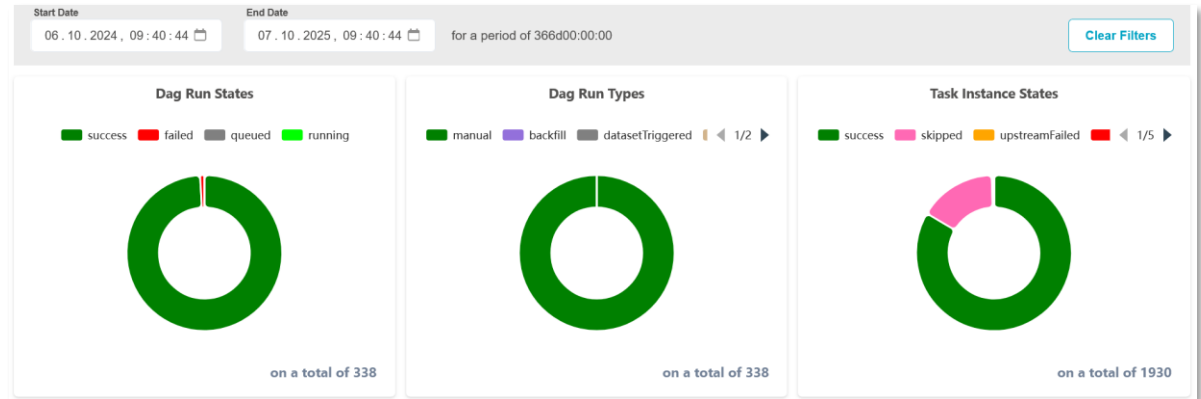 Start Date
End Date
06 . 10 . 2024 , 09 : 40 : 44
07 . 10 . 2025 , 09 : 40 : 44
for a period of 366d00:00:00
Clear Filters
Dag Run States
success failed queued running
on a total of 338
Dag Run Types
manual backfill datasetTriggered 1/2
on a total of 338
Task Instance States
success skipped upstreamFailed 1/5
on a total of 1930